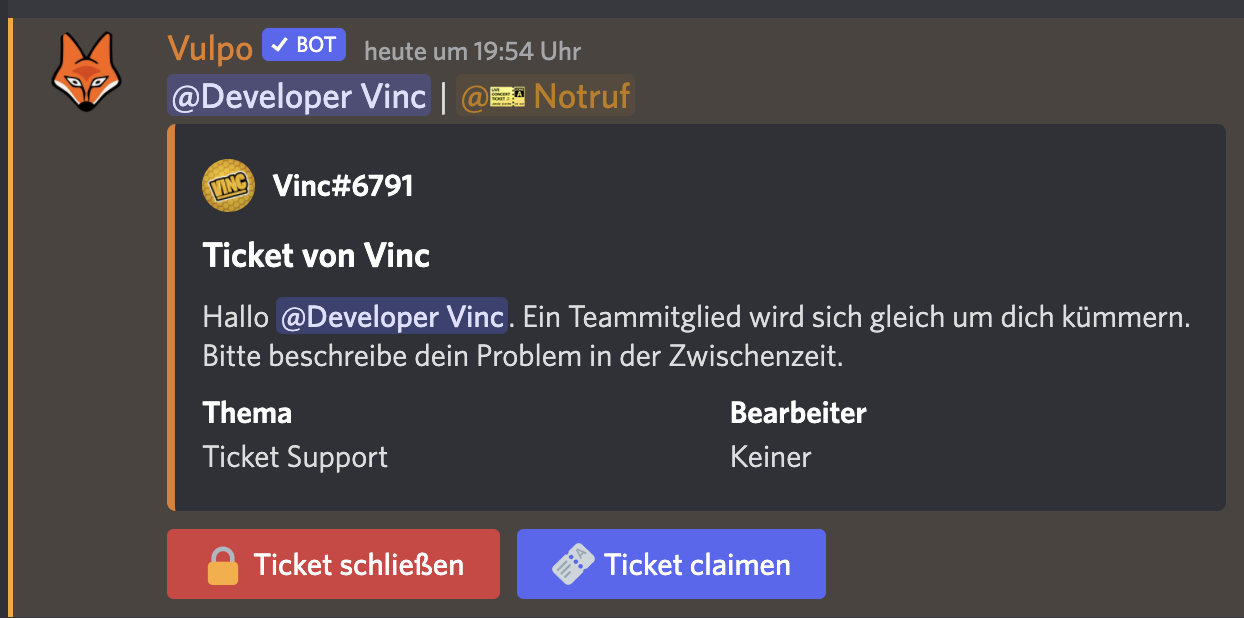 Vulpo ✓ BOT heute um 19:54 Uhr
@Developer Vinc | @ Notruf
VINC Vinc#6791
Ticket von Vinc
Hallo @Developer Vinc. Ein Teammitglied wird sich gleich um dich kümmern.
Bitte beschreibe dein Problem in der Zwischenzeit.
Thema Bearbeiter
Ticket Support Keiner
Ticket schließen Ticket claimen